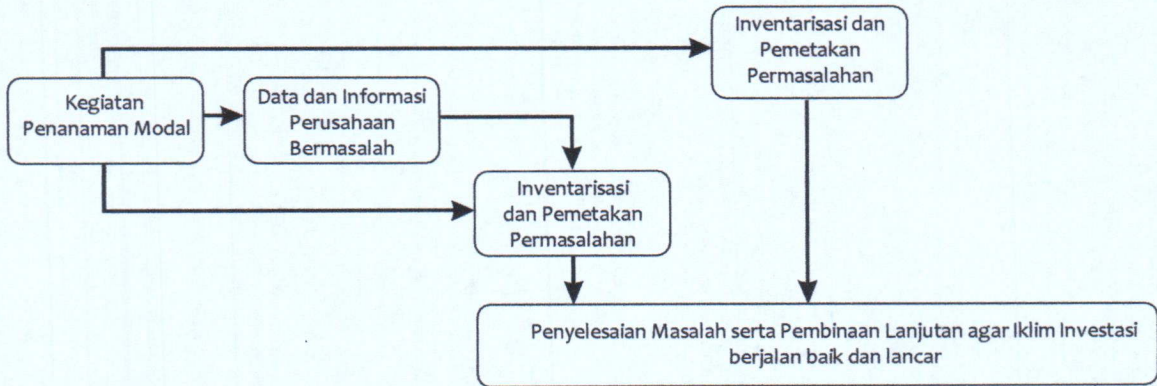 Inventarisasi dan
Pemetakan
Permasalahan
Kegiatan
Penanaman Modal
Data dan Informasi
Perusahaan
Bermasalah
Inventarisasi
dan Pemetakan
Permasalahan
Penyelesaian Masalah serta Pembinaan Lanjutan agar Iklim Investasi
berjalan baik dan lancar